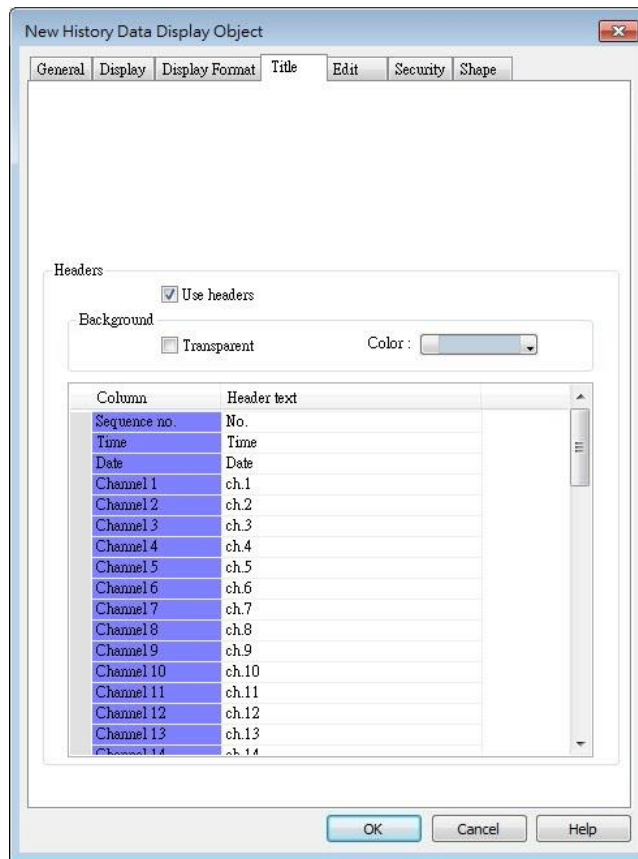 New History Data Display Object
General Display Display Format Title Edit Security Shape
Headers
Use headers
Background
Transparent Color :
Column Header text
Sequence no. No.
Time Time
Date Date
Channel 1 ch.1
Channel 2 ch.2
Channel 3 ch.3
Channel 4 ch.4
Channel 5 ch.5
Channel 6 ch.6
Channel 7 ch.7
Channel 8 ch.8
Channel 9 ch.9
Channel 10 ch.10
Channel 11 ch.11
Channel 12 ch.12
Channel 13 ch.13
Channel 14 ch.14
OK Cancel Help